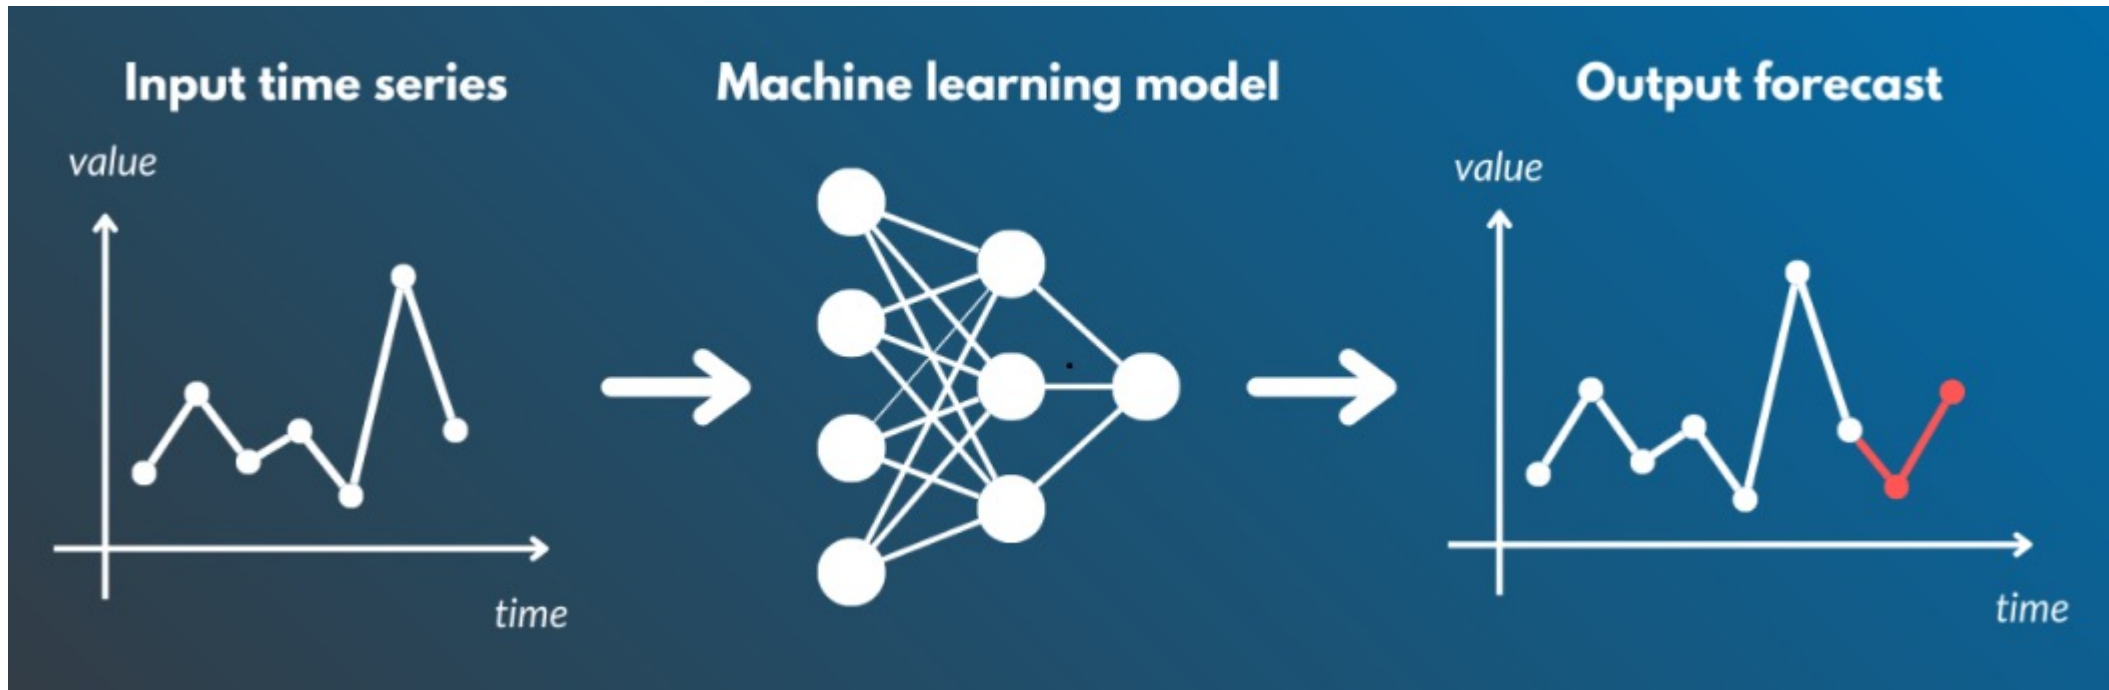 Input time series
Machine learning model
Output forecast
value
value
time
time